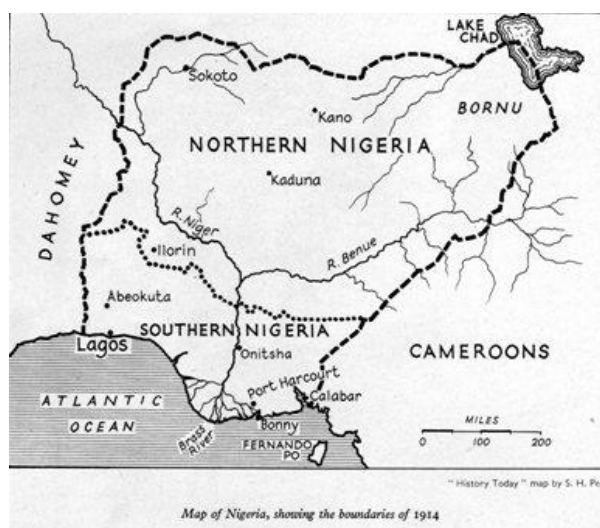 LAKE
CHAD
Sokoto
Kano
BORNU
NORTHERN NIGERIA
Kaduna
DAHOMEY
R. Niger
R. Benue
Ilorin
Abeokuta
SOUTHERN NIGERIA
Lagos
Onitsha
CAMEROONS
Port Harcourt
Calabar
ATLANTIC
OCEAN
Brass
River
Bonny
FERNANDO
PO
MILES
0 100 200
"History Today" map by S. H. Pe
Map of Nigeria, showing the boundaries of 1914